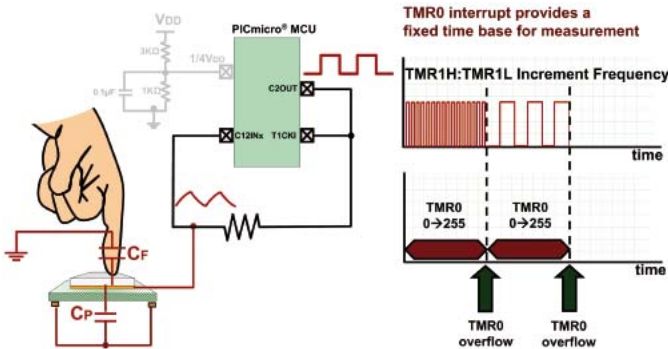 VDD
3KΩ
1/4VDD
0.1µF
1KΩ
PICmicro® MCU
C2OUT
C12INx
T1CKI
CF
CP
TMR0 interrupt provides a
fixed time base for measurement
TMR1H:TMR1L Increment Frequency
time
TMR0
0→255
TMR0
0→255
time
TMR0
overflow
TMR0
overflow